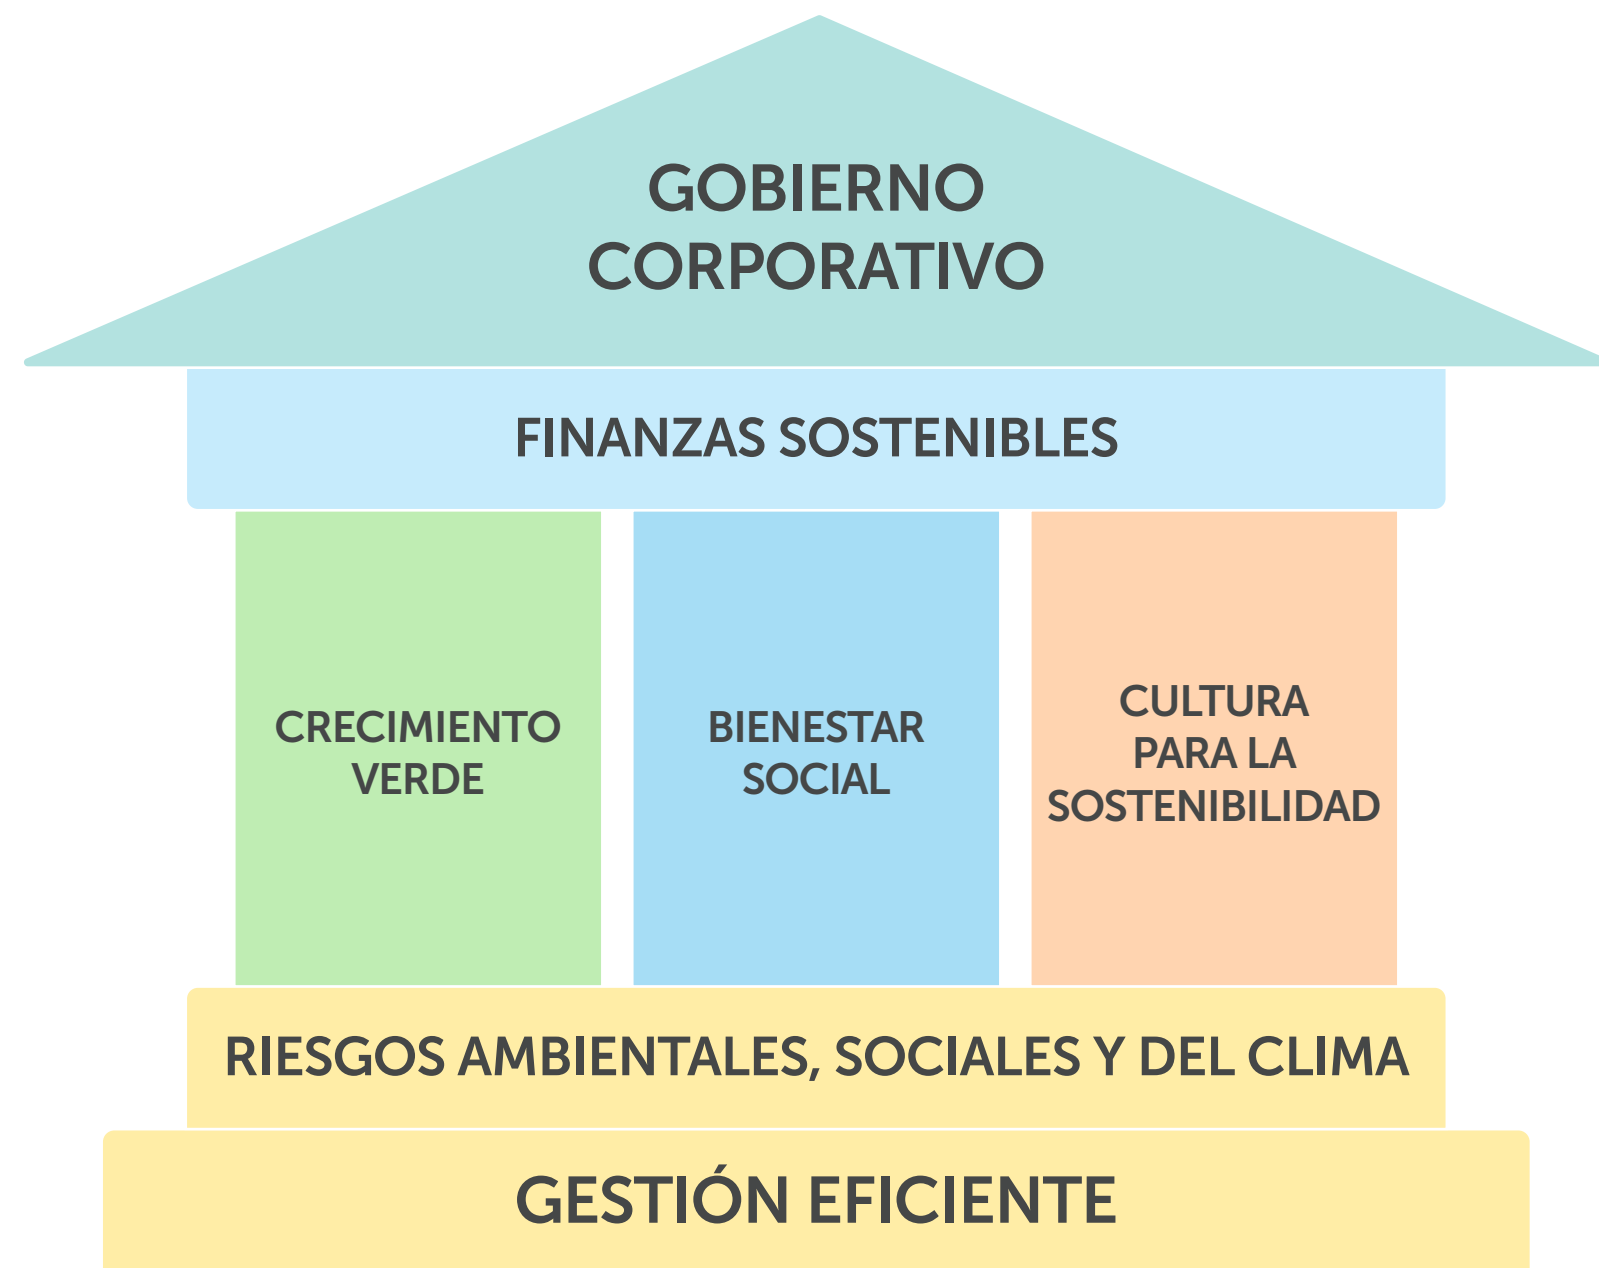 GOBIERNO
CORPORATIVO
FINANZAS SOSTENIBLES
CRECIMIENTO
VERDE
BIENESTAR
SOCIAL
CULTURA
PARA LA
SOSTENIBILIDAD
RIESGOS AMBIENTALES, SOCIALES Y DEL CLIMA
GESTIÓN EFICIENTE